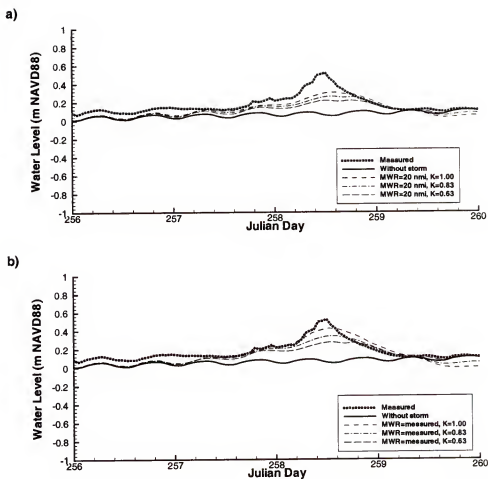 a)
Water Level (m NAVD88)
1
0.8
0.6
0.4
0.2
0
-0.2
-0.4
-0.6
-0.8
-1
256
257
258
259
260
Julian Day
Measured
Without storm
MWR=20 nmi, K=1.00
MWR=20 nmi, K=0.83
MWR=20 nmi, K=0.63
b)
Water Level (m NAVD88)
1
0.8
0.6
0.4
0.2
0
-0.2
-0.4
-0.6
-0.8
-1
256
257
258
259
260
Julian Day
Measured
Without storm
MWR=measured, K=1.00
MWR=measured, K=0.83
MWR=measured, K=0.63